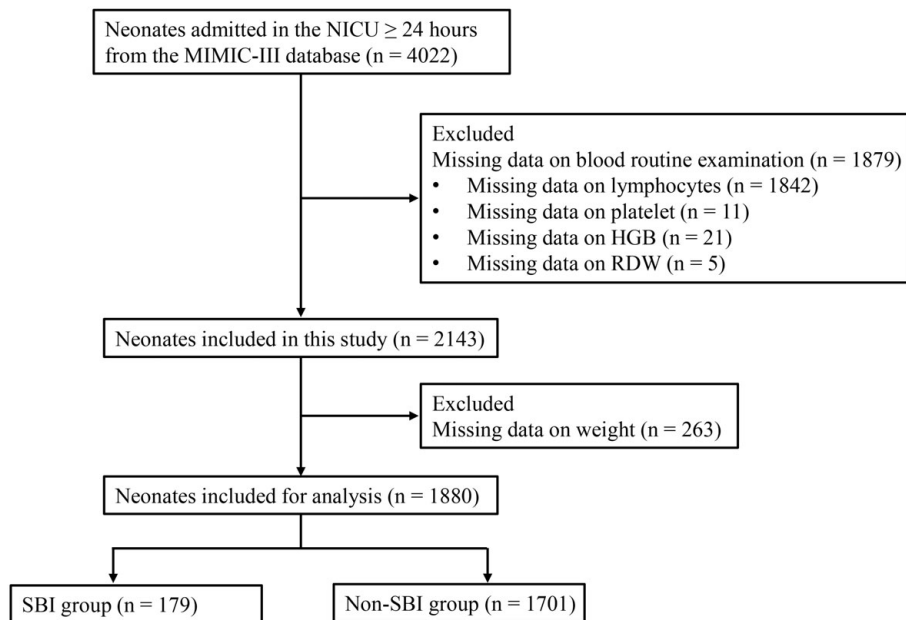 Neonates admitted in the NICU ≥ 24 hours
from the MIMIC-III database (n = 4022)
Excluded
Missing data on blood routine examination (n = 1879)
• Missing data on lymphocytes (n = 1842)
• Missing data on platelet (n = 11)
• Missing data on HGB (n = 21)
• Missing data on RDW (n = 5)
Neonates included in this study (n = 2143)
Excluded
Missing data on weight (n = 263)
Neonates included for analysis (n = 1880)
SBI group (n = 179)
Non-SBI group (n = 1701)